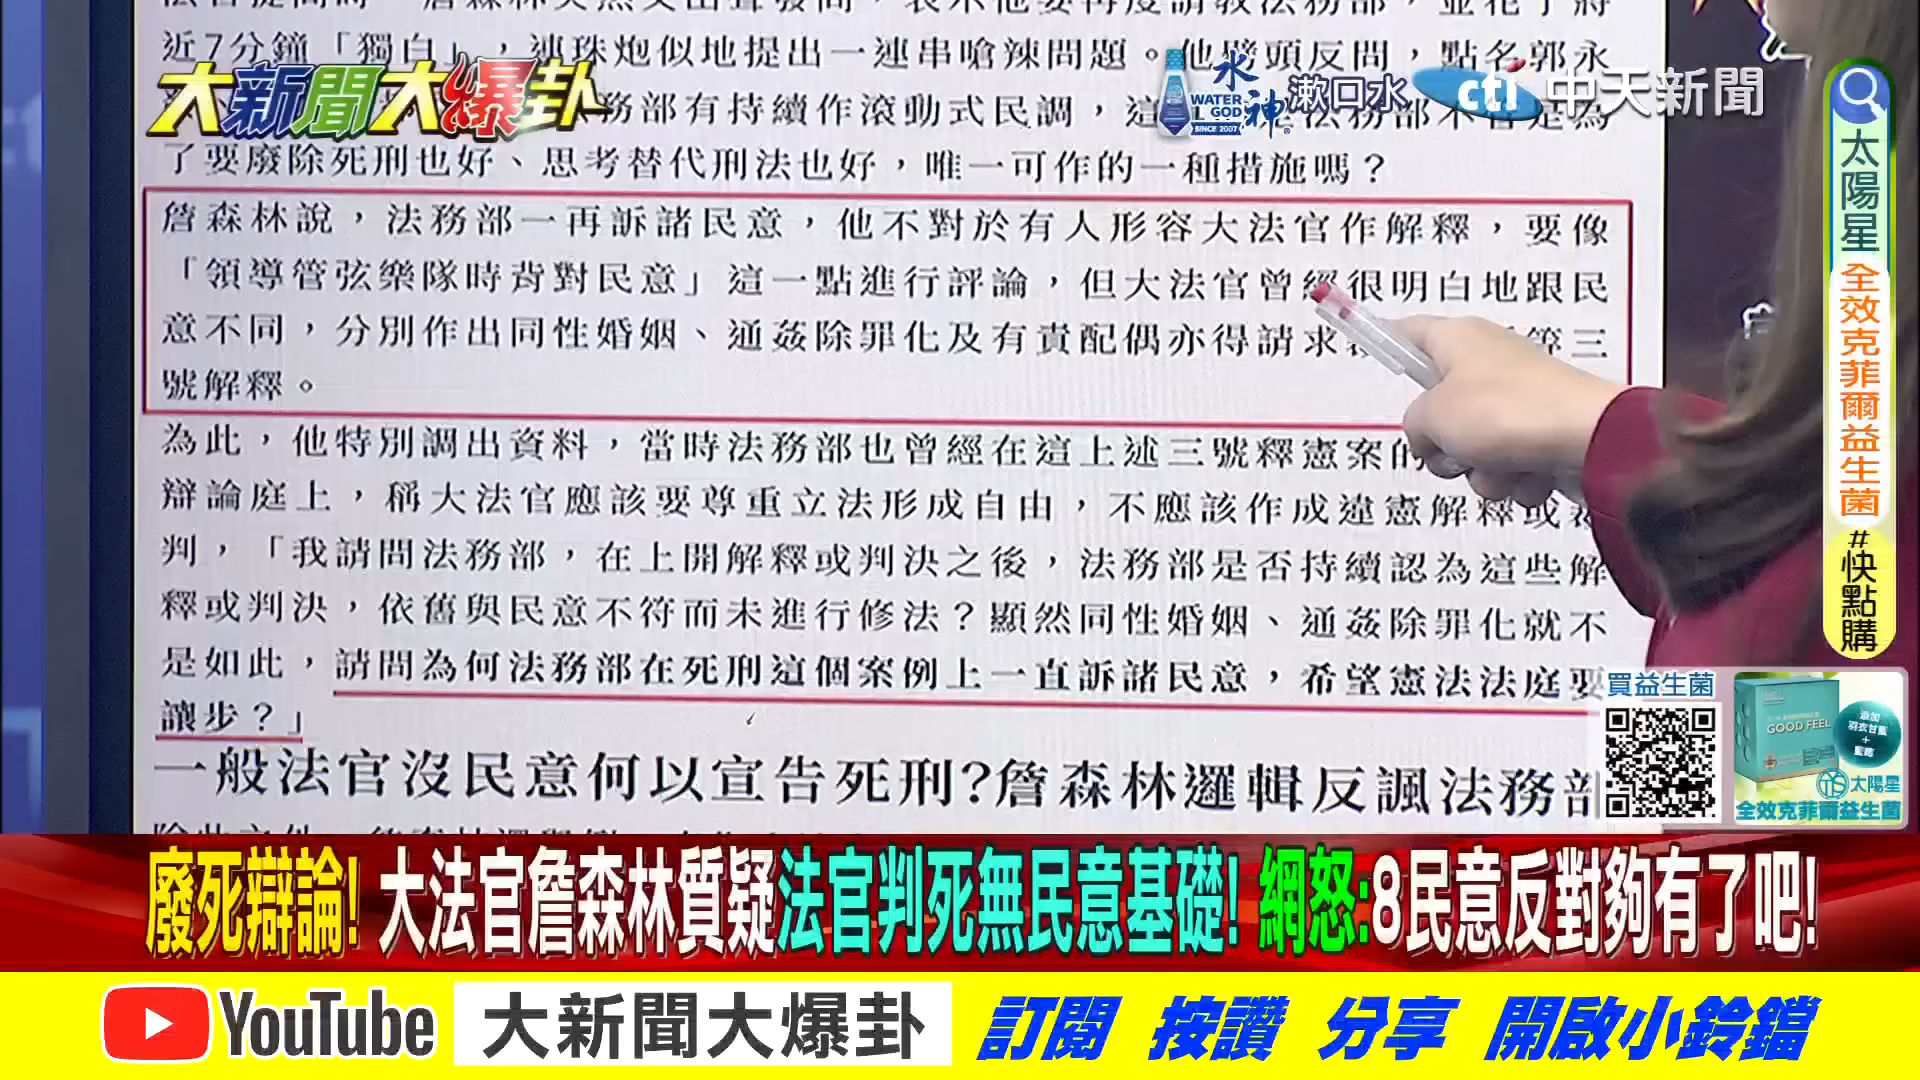 近7分鐘「獨白」，連珠炮似地提出一連串嗆辣問題。他劈頭反問，點名郭永
務部有持續作滾動式民調，這
了要廢除死刑也好、思考替代刑法也好，唯一可作的一種措施嗎？
詹森林說，法務部一再訴諸民意，他不對於有人形容大法官作解釋，要像
「領導管弦樂隊時背對民意」這一點進行評論，但大法官曾經很明白地跟民
意不同，分別作出同性婚姻、通姦除罪化及有責配偶亦得請求 等三
號解釋。
為此，他特別調出資料，當時法務部也曾經在這上述三號釋憲案的
辯論庭上，稱大法官應該要尊重立法形成自由，不應該作成違憲解釋或
判，「我請問法務部，在上開解釋或判決之後，法務部是否持續認為這些解
釋或判決，依舊與民意不符而未進行修法？顯然同性婚姻、通姦除罪化就不
是如此，請問為何法務部在死刑這個案例上一直訴諸民意，希望憲法法庭要
讓步？」
一般法官沒民意何以宣告死刑?詹森林邏輯反諷法務部
大新聞大爆卦
水神
WATER GOD
SINCE 2007
漱口水
cti 中天新聞
太陽星
全效克菲爾益生菌
#快點購
買益生菌
GOOD FEEL
添加
羽衣甘藍
+
藍莓
太陽星
全效克菲爾益生菌
廢死辯論! 大法官詹森林質疑法官判死無民意基礎! 網怒:8民意反對夠有了吧!
YouTube 大新聞大爆卦 訂閱 按讚 分享 開啟小鈴鐺